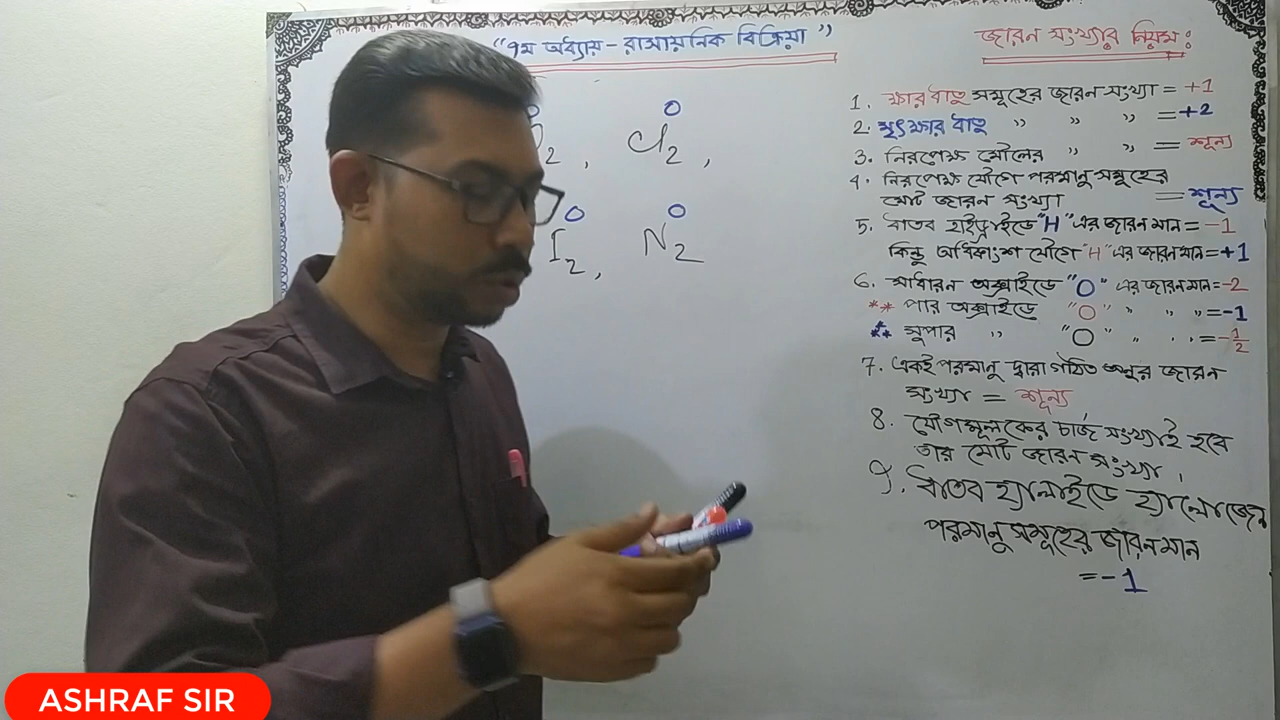 “৭ম অধ্যায় - রাসায়নিক বিক্রিয়া”
জারন সংখ্যার নিয়ম:
0 0
2, Cl2,
0 0
I2, N2
1. ক্ষার ধাতু সমূহের জারন সংখ্যা = +1
2. মৃৎক্ষার ধাতু ” ” ” = +2
3. নিরপেক্ষ মৌলের ” ” = শূন্য
4. নিরপেক্ষ যৌগে পরমানু সমূহের
মোট জারন সংখ্যা = শূন্য
5. ধাতব হাইড্রাইডে "H" এর জারন মান = -1
কিন্তু অধিকাংশ যৌগে "H" এর জারন মান = +1
6. সাধারন অক্সাইডে "O" এর জারন মান = -2
** পার অক্সাইডে "O" " " " = -1
** সুপার " "O" " " " = -1/2
7. একই পরমানু দ্বারা গঠিত অনুর জারন
সংখ্যা = শূন্য
8. যৌগমূলকের চার্জ সংখ্যাই হবে
তার মোট জারন সংখ্যা।
9. ধাতব হ্যালাইডে হ্যালোজেন
পরমানু সমূহের জারন মান
= -1
ASHRAF SIR